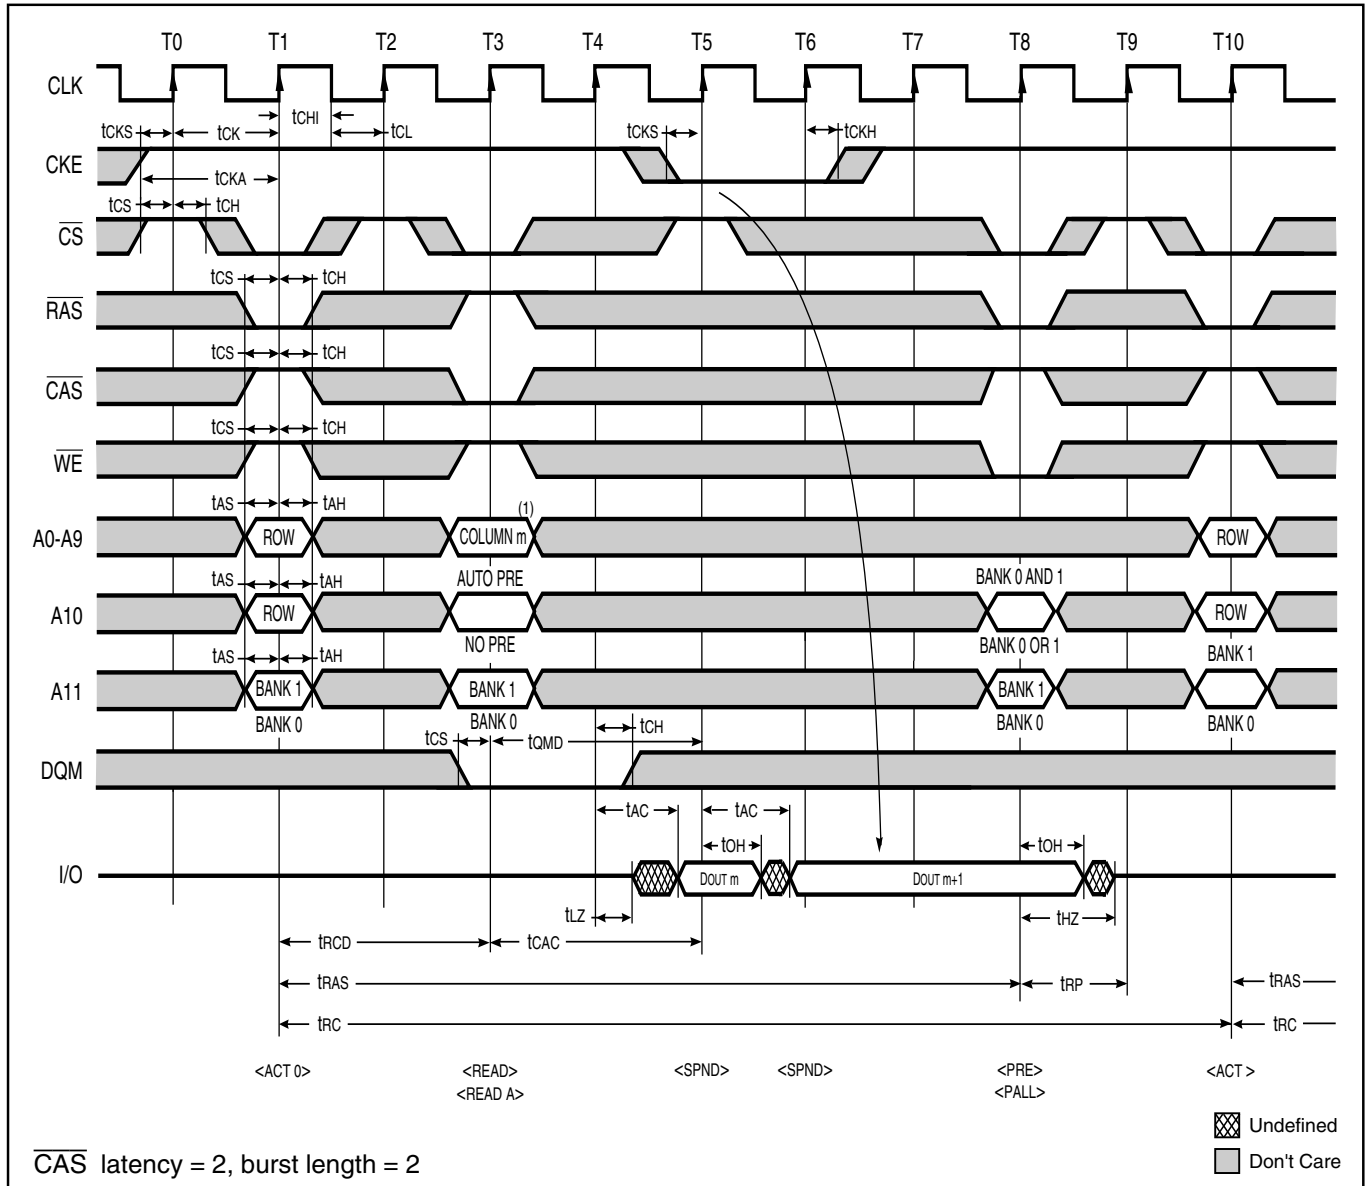 T0 T1 T2 T3 T4 T5 T6 T7 T8 T9 T10
CLK
tCHI
tCKS tCK tCL tCKS tCKH
CKE
tCKA
tCS tCH
CS
tCS tCH
RAS
tCS tCH
CAS
tCS tCH
WE
tAS tAH (1)
A0-A9 ROW COLUMN m ROW
tAS tAH AUTO PRE BANK 0 AND 1
A10 ROW ROW
NO PRE BANK 0 OR 1 BANK 1
tAS tAH
A11 BANK 1 BANK 1 BANK 1
BANK 0 BANK 0 BANK 0 BANK 0
tCH
tCS tQMD
DQM
tAC tAC
tOH tOH
I/O DOUT m DOUT m+1
tLZ tHZ
tRCD tCAC
tRAS tRP tRAS
tRC tRC
<ACT 0> <READ> <SPND> <SPND> <PRE> <ACT >
<READ A> <PALL>
Undefined
CAS latency = 2, burst length = 2 Don't Care